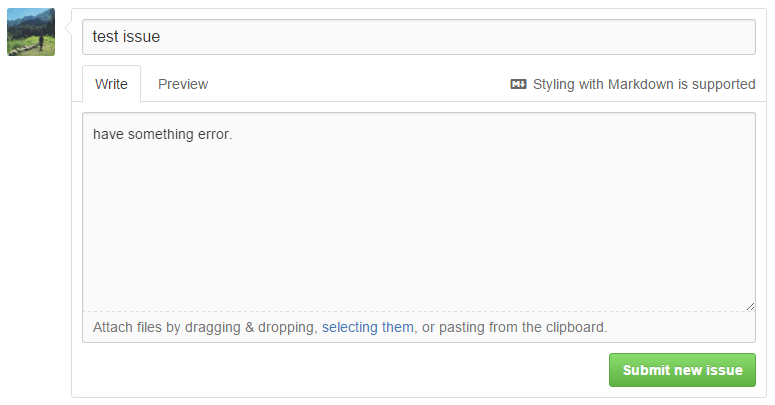 test issue
Write Preview Styling with Markdown is supported
have something error.
Attach files by dragging & dropping, selecting them, or pasting from the clipboard.
Submit new issue